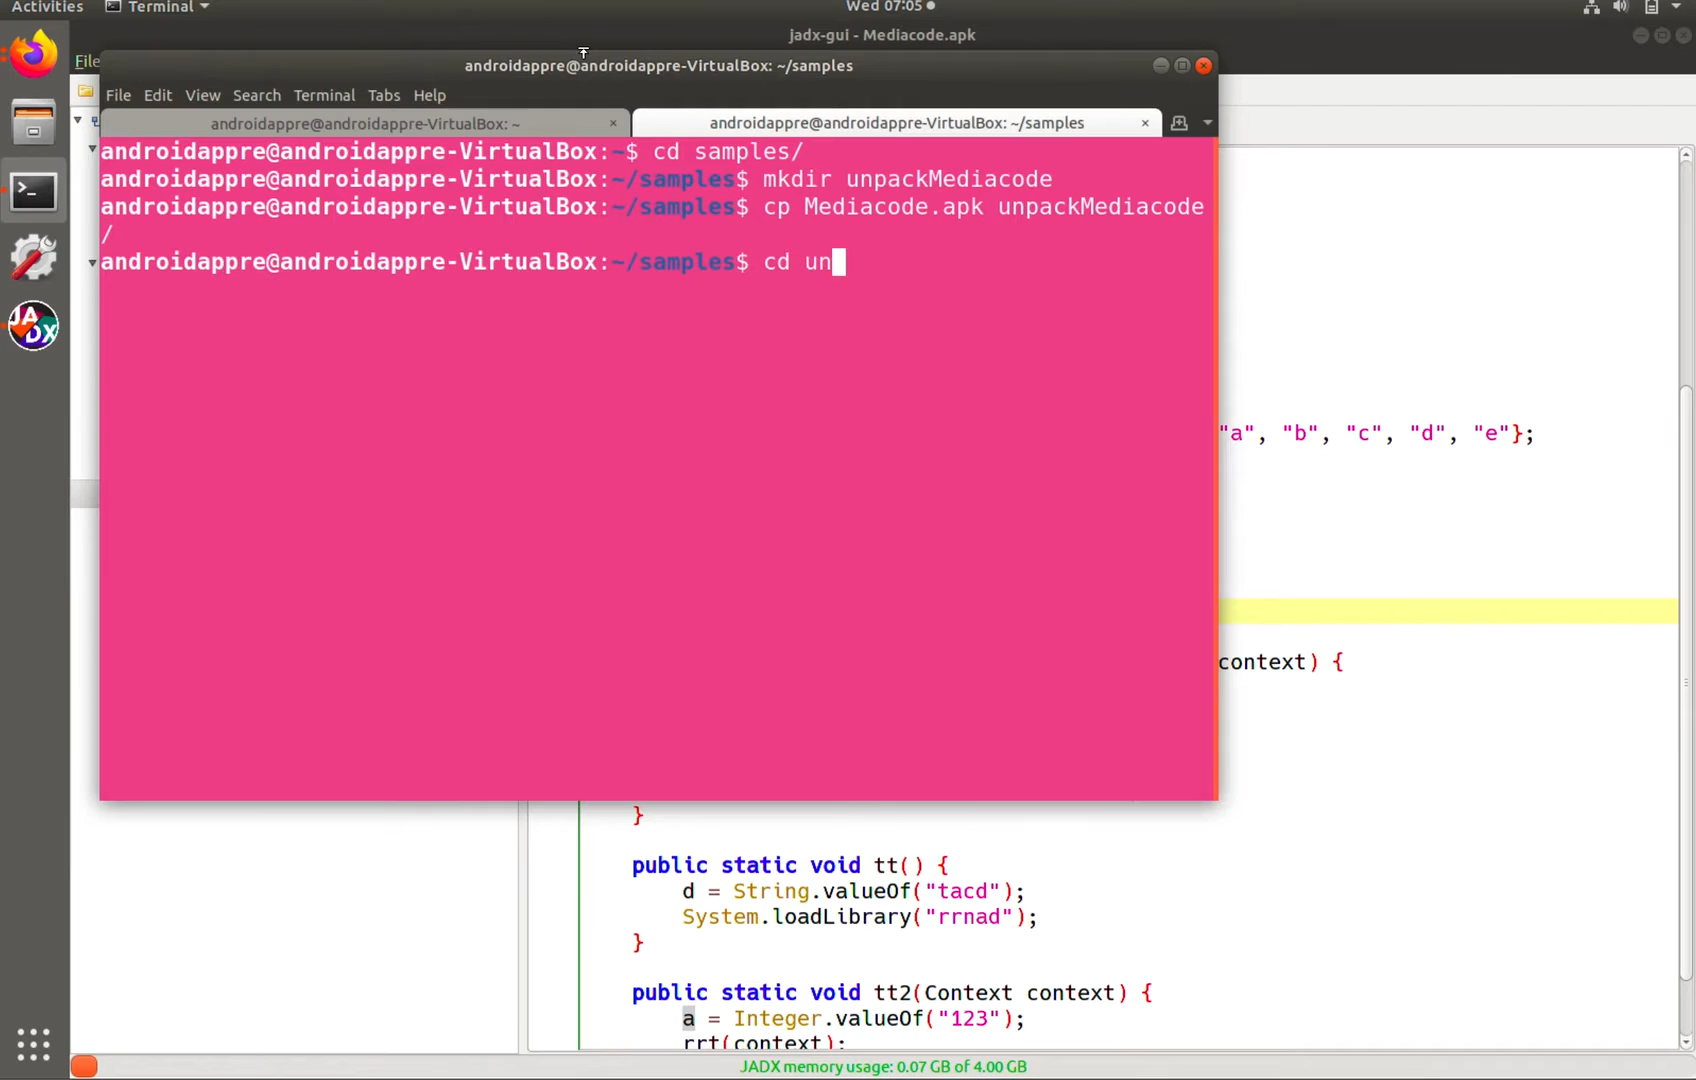 Activities
Terminal
Wed 07:05
jadx-gui - Mediacode.apk
File
androidappre@androidappre-VirtualBox: ~/samples
File Edit View Search Terminal Tabs Help
androidappre@androidappre-VirtualBox: ~
androidappre@androidappre-VirtualBox: ~/samples
androidappre@androidappre-VirtualBox:~$ cd samples/
androidappre@androidappre-VirtualBox:~/samples$ mkdir unpackMediacode
androidappre@androidappre-VirtualBox:~/samples$ cp Mediacode.apk unpackMediacode
/
androidappre@androidappre-VirtualBox:~/samples$ cd un
JA
DX
"a", "b", "c", "d", "e"};
context) {
}
public static void tt() {
d = String.valueOf("tacd");
System.loadLibrary("rrnad");
}
public static void tt2(Context context) {
a = Integer.valueOf("123");
rrt(context);
JADX memory usage: 0.07 GB of 4.00 GB